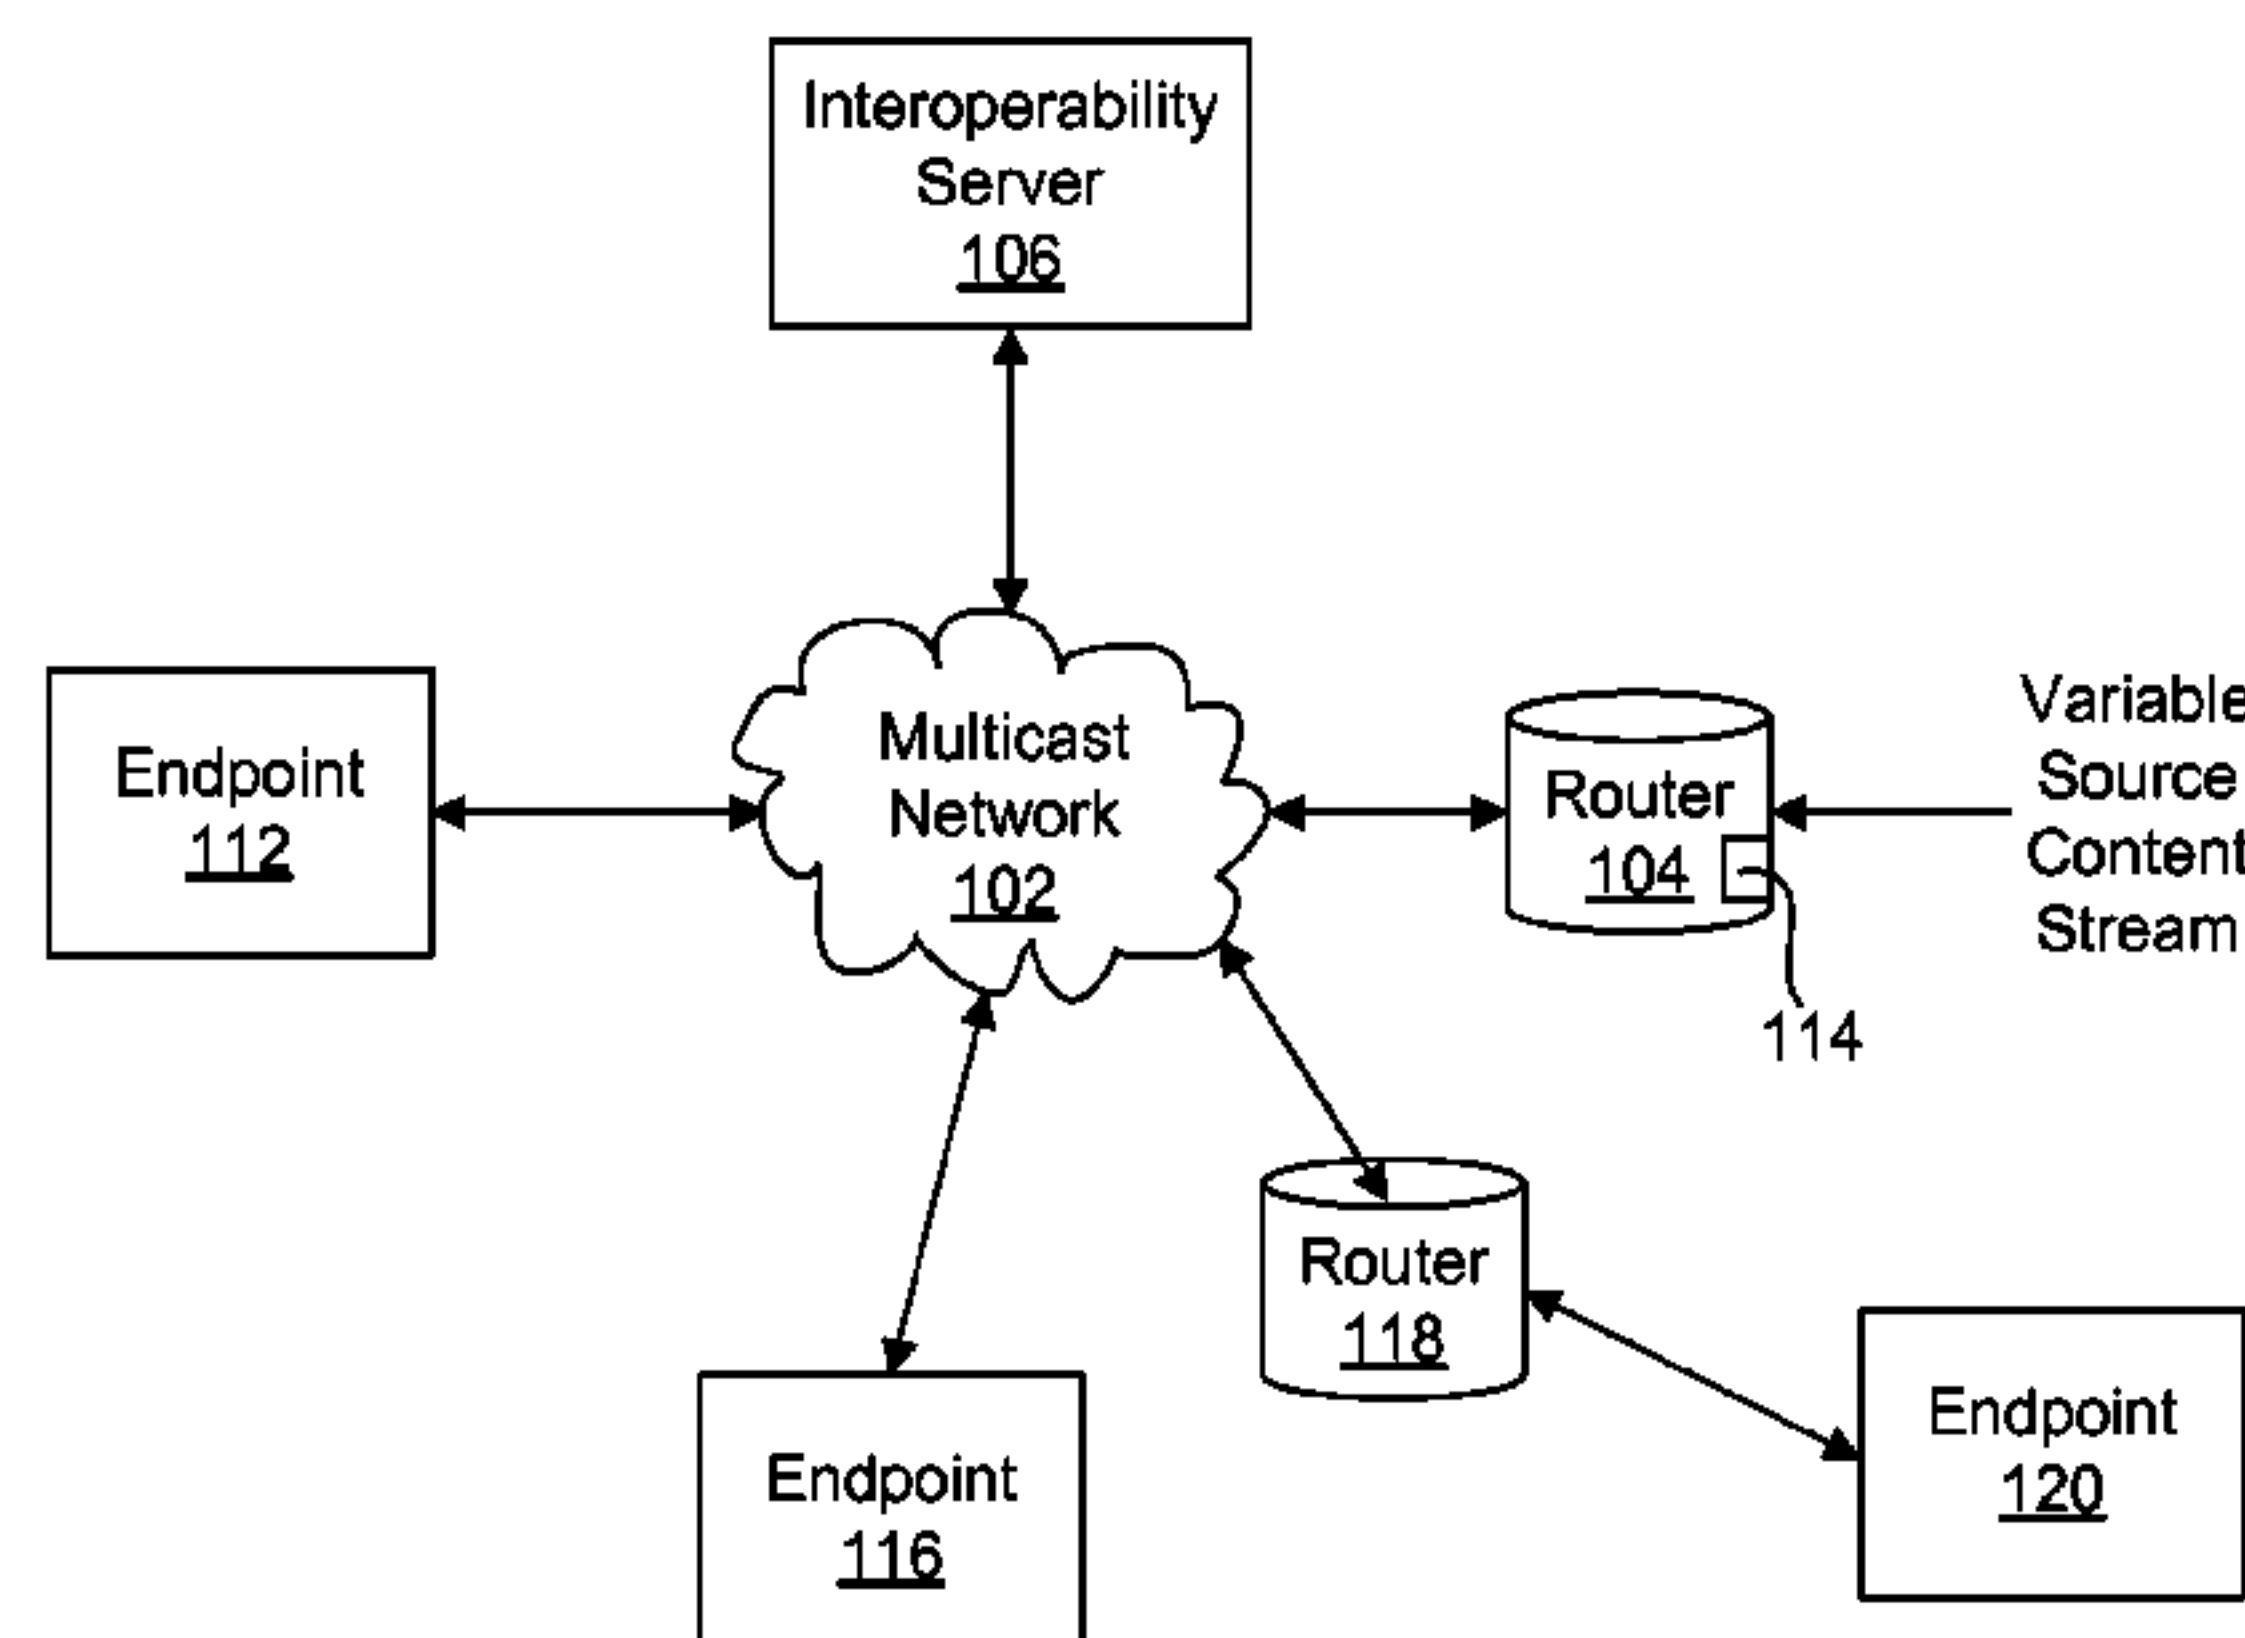 Interoperability
Server
106
Endpoint
112
Multicast
Network
102
Router
104
Variable
Source
Content
Stream
114
Router
118
Endpoint
116
Endpoint
120